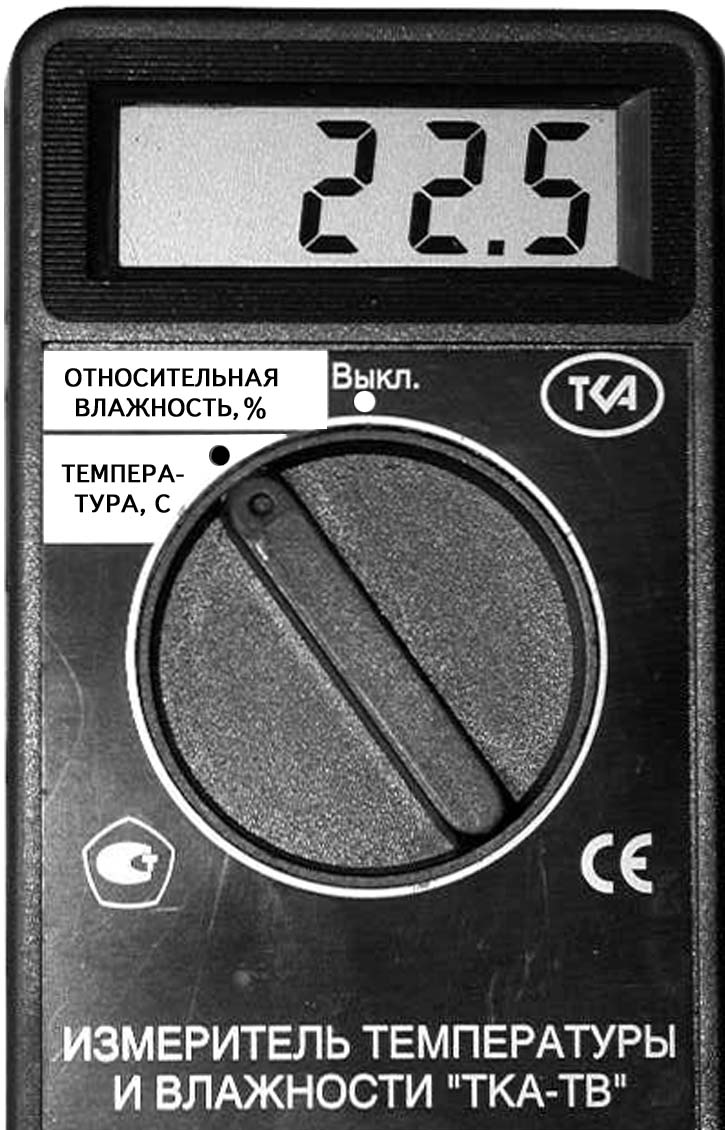 22.5
ОТНОСИТЕЛЬНАЯ
ВЛАЖНОСТЬ, %
Выкл.
ТКА
ТЕМПЕРА-
ТУРА, С
CE
ИЗМЕРИТЕЛЬ ТЕМПЕРАТУРЫ
И ВЛАЖНОСТИ "ТКА-ТВ"